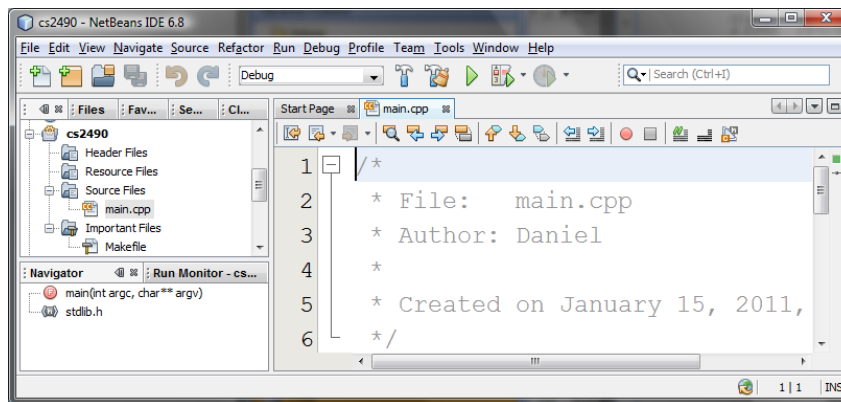 cs2490 - NetBeans IDE 6.8
File Edit View Navigate Source Refactor Run Debug Profile Team Tools Window Help
Debug
Search (Ctrl+I)
Files Fav... Se... Cl...
cs2490
Header Files
Resource Files
Source Files
main.cpp
Important Files
Makefile
Navigator Run Monitor - cs...
main(int argc, char** argv)
stdlib.h
Start Page main.cpp
1 /*
2 * File: main.cpp
3 * Author: Daniel
4 *
5 * Created on January 15, 2011,
6 */
1 | 1 INS